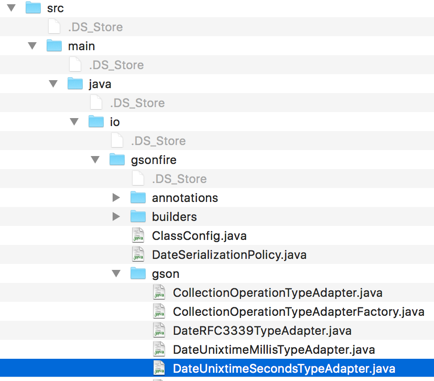 src
.DS_Store
main
.DS_Store
java
.DS_Store
io
.DS_Store
gsonfire
.DS_Store
annotations
builders
ClassConfig.java
DateSerializationPolicy.java
gson
CollectionOperationTypeAdapter.java
CollectionOperationTypeAdapterFactory.java
DateRFC3339TypeAdapter.java
DateUnixtimeMillisTypeAdapter.java
DateUnixtimeSecondsTypeAdapter.java